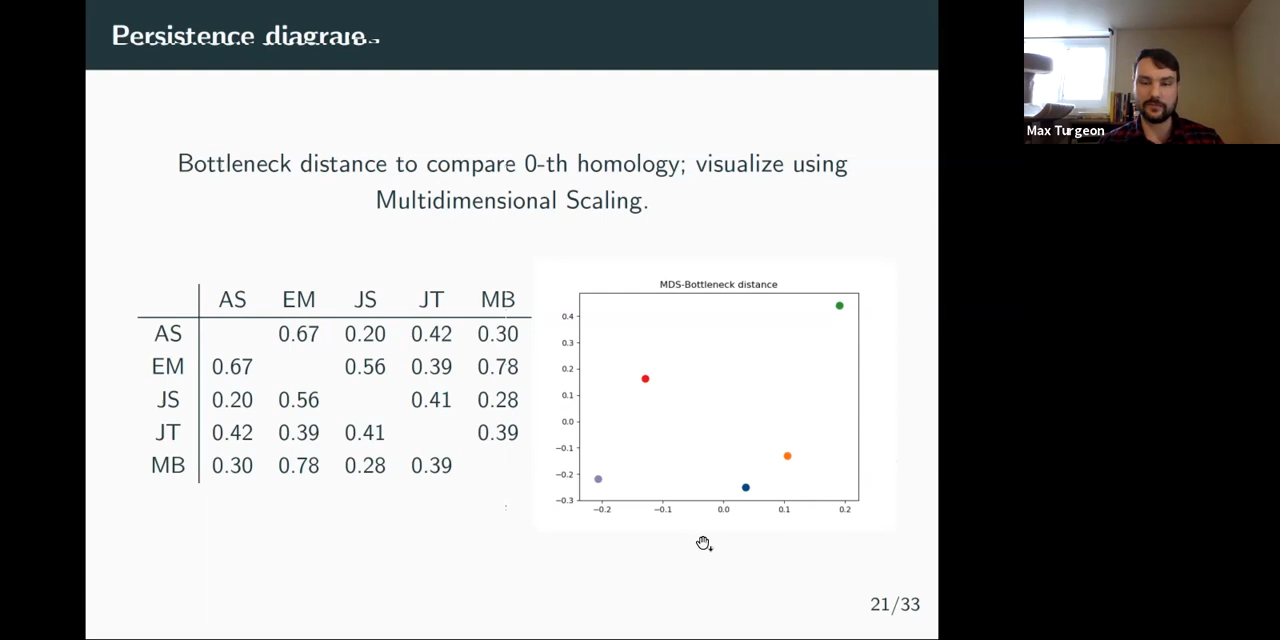 Persistence diagrams
Bottleneck distance to compare 0-th homology; visualize using
Multidimensional Scaling.
AS EM JS JT MB
AS 0.67 0.20 0.42 0.30
EM 0.67 0.56 0.39 0.78
JS 0.20 0.56 0.41 0.28
JT 0.42 0.39 0.41 0.39
MB 0.30 0.78 0.28 0.39
MDS-Bottleneck distance
0.4
0.3
0.2
0.1
0.0
−0.1
−0.2
−0.3
−0.2 −0.1 0.0 0.1 0.2
21/33
Max Turgeon